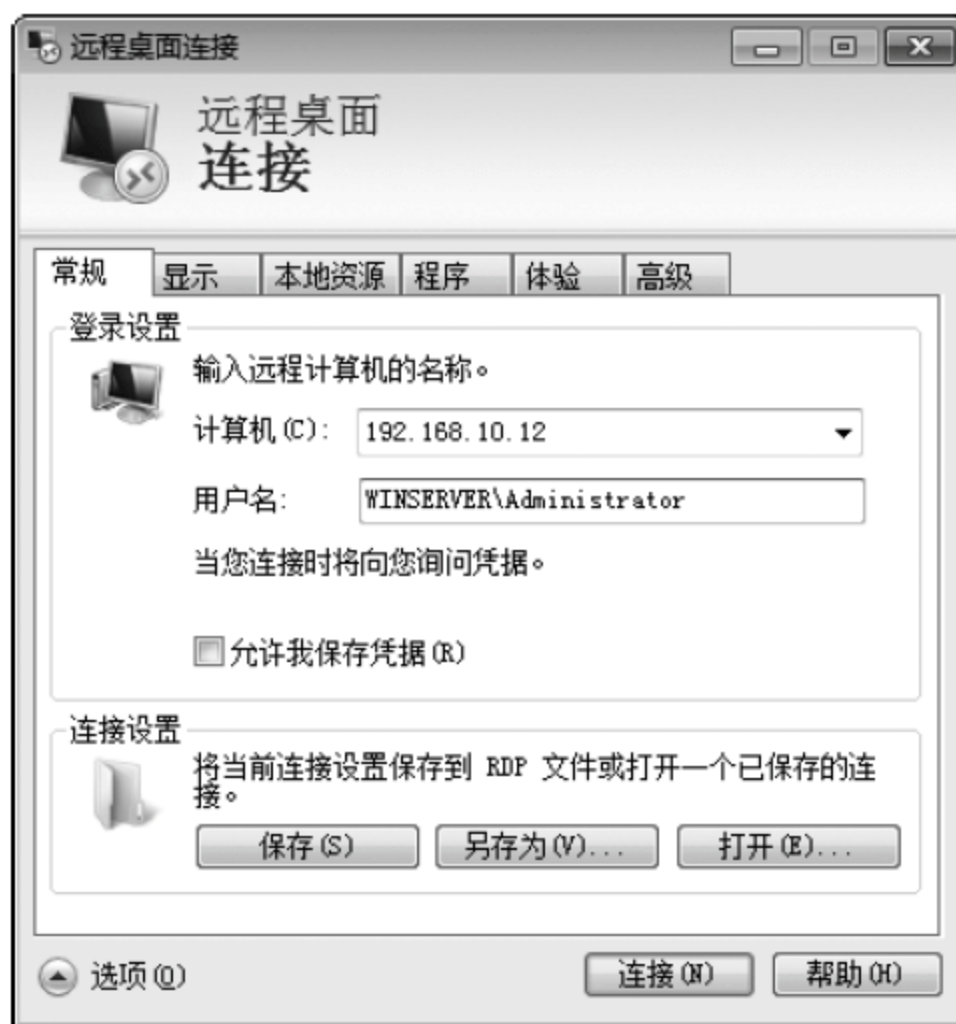 远程桌面连接
远程桌面
连接
常规 显示 本地资源 程序 体验 高级
登录设置
输入远程计算机的名称。
计算机(C): 192.168.10.12
用户名: WINSERVER\Administrator
当您连接时将向您询问凭据。
允许我保存凭据(R)
连接设置
将当前连接设置保存到 RDP 文件或打开一个已保存的连
接。
保存(S) 另存为(V)... 打开(E)...
选项(O) 连接(N) 帮助(H)